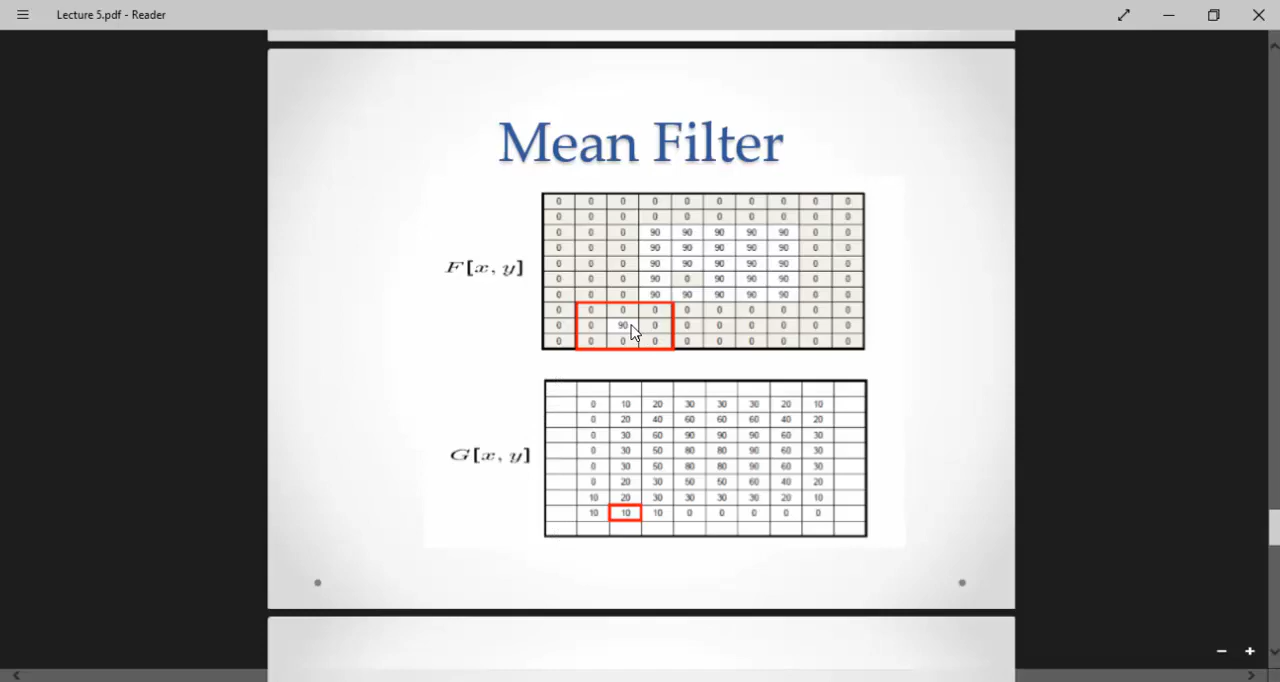 Lecture 5.pdf - Reader
Mean Filter
0 0 0 0 0 0 0 0 0 0
0 0 0 0 0 0 0 0 0 0
0 0 0 90 90 90 90 90 0 0
0 0 0 90 90 90 90 90 0 0
F[x, y]
0 0 0 90 90 90 90 90 0 0
0 0 0 90 0 90 90 90 0 0
0 0 0 90 90 90 90 90 0 0
0 0 0 0 0 0 0 0 0 0
0 0 90 0 0 0 0 0 0 0
0 0 0 0 0 0 0 0 0 0
0 10 20 30 30 30 20 10
0 20 40 60 60 60 40 20
0 30 60 90 90 90 60 30
G[x, y]
0 30 50 80 80 90 60 30
0 30 50 80 80 90 60 30
0 20 30 50 50 60 40 20
10 20 30 30 30 30 20 10
10 10 10 0 0 0 0 0